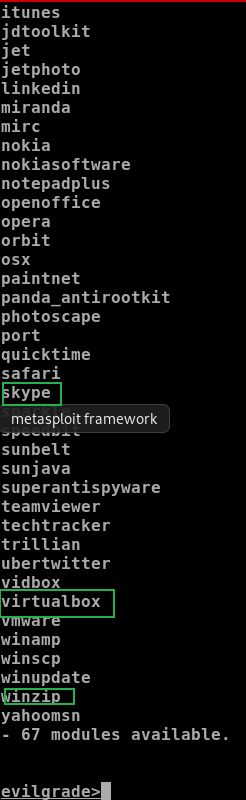 itunes
jdtoolkit
jet
jetphoto
linkedin
miranda
mirc
nokia
nokiasoftware
notepadplus
openoffice
opera
orbit
osx
paintnet
panda_antirootkit
photoscape
port
quicktime
safari
skype
metasploit framework
speedbit
sunbelt
sunjava
superantispyware
teamviewer
techtracker
trillian
ubertwitter
vidbox
virtualbox
vmware
winamp
winscp
winupdate
winzip
yahoomsn
- 67 modules available.
evilgrade>